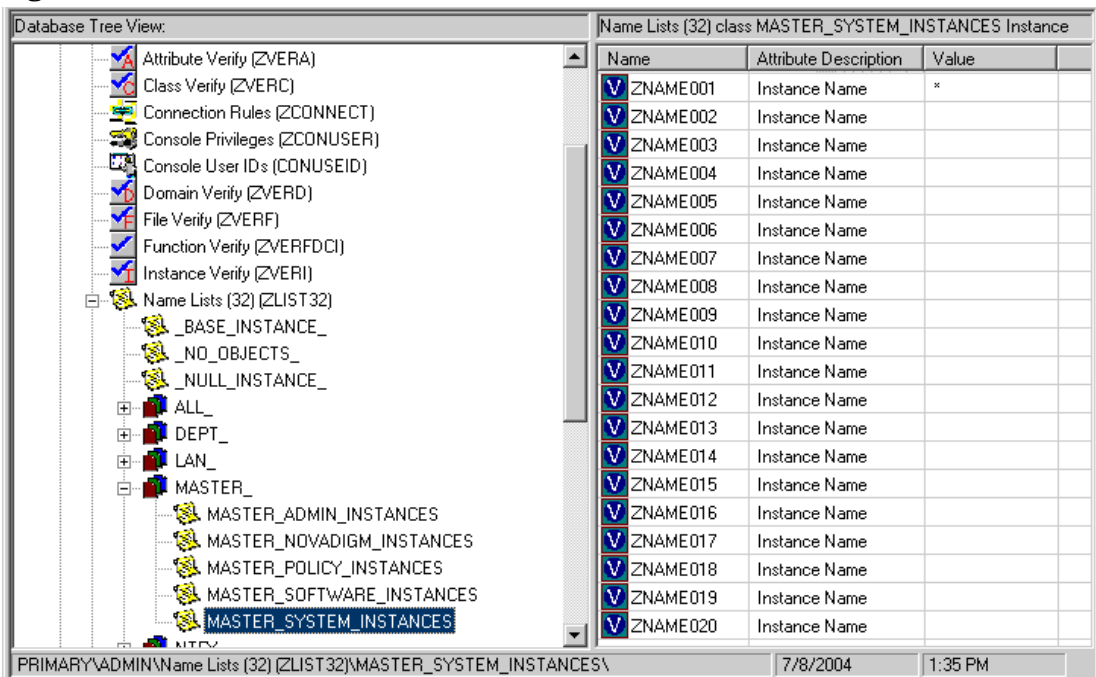 Database Tree View:
Name Lists (32) class MASTER_SYSTEM_INSTANCES Instance
Attribute Verify (ZVERA)
Class Verify (ZVERC)
Connection Rules (ZCONNECT)
Console Privileges (ZCONUSER)
Console User IDs (CONUSEID)
Domain Verify (ZVERD)
File Verify (ZVERF)
Function Verify (ZVERFDCI)
Instance Verify (ZVERI)
Name Lists (32) (ZLIST32)
_BASE_INSTANCE_
_NO_OBJECTS_
_NULL_INSTANCE_
ALL_
DEPT_
LAN_
MASTER_
MASTER_ADMIN_INSTANCES
MASTER_NOVADIGM_INSTANCES
MASTER_POLICY_INSTANCES
MASTER_SOFTWARE_INSTANCES
MASTER_SYSTEM_INSTANCES
Name Attribute Description Value
ZNAME001 Instance Name *
ZNAME002 Instance Name
ZNAME003 Instance Name
ZNAME004 Instance Name
ZNAME005 Instance Name
ZNAME006 Instance Name
ZNAME007 Instance Name
ZNAME008 Instance Name
ZNAME009 Instance Name
ZNAME010 Instance Name
ZNAME011 Instance Name
ZNAME012 Instance Name
ZNAME013 Instance Name
ZNAME014 Instance Name
ZNAME015 Instance Name
ZNAME016 Instance Name
ZNAME017 Instance Name
ZNAME018 Instance Name
ZNAME019 Instance Name
ZNAME020 Instance Name
PRIMARY\ADMIN\Name Lists (32) (ZLIST32)\MASTER_SYSTEM_INSTANCES\ 7/8/2004 1:35 PM